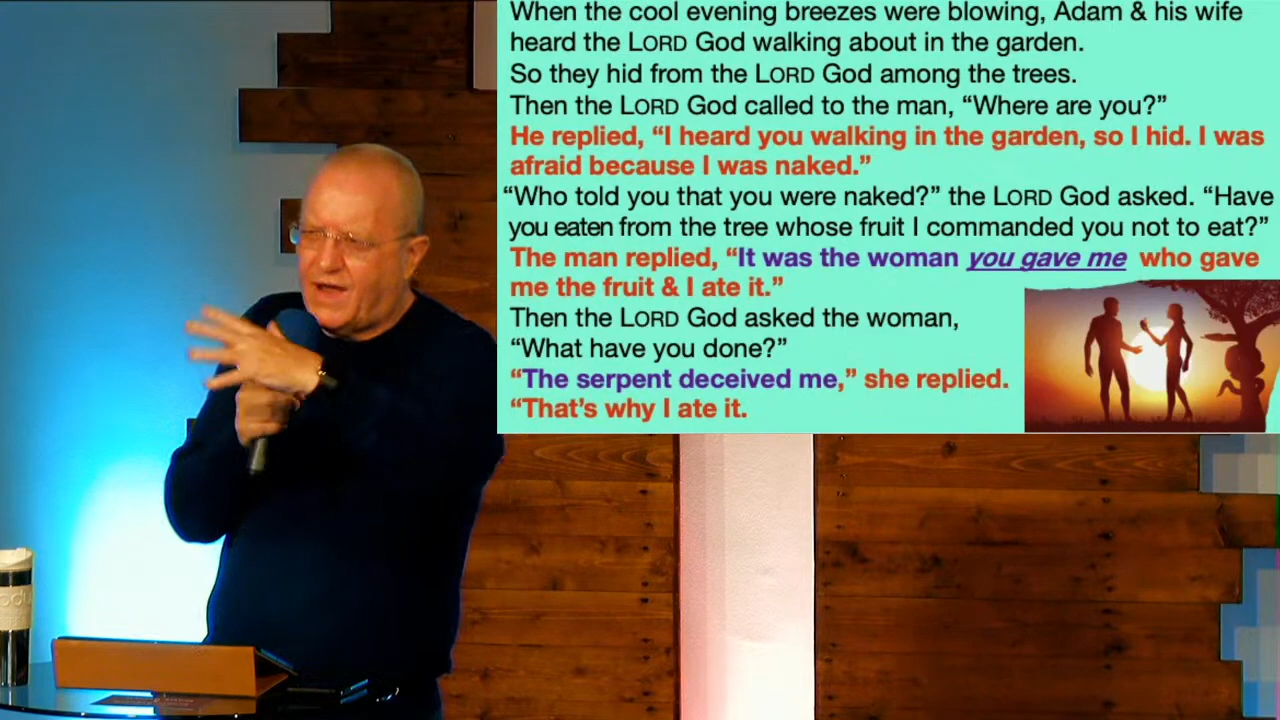 When the cool evening breezes were blowing, Adam & his wife
heard the LORD God walking about in the garden.
So they hid from the LORD God among the trees.
Then the LORD God called to the man, “Where are you?”
He replied, “I heard you walking in the garden, so I hid. I was
afraid because I was naked.”
“Who told you that you were naked?” the LORD God asked. “Have
you eaten from the tree whose fruit I commanded you not to eat?”
The man replied, “It was the woman you gave me who gave
me the fruit & I ate it.”
Then the LORD God asked the woman,
“What have you done?”
“The serpent deceived me,” she replied.
“That’s why I ate it.